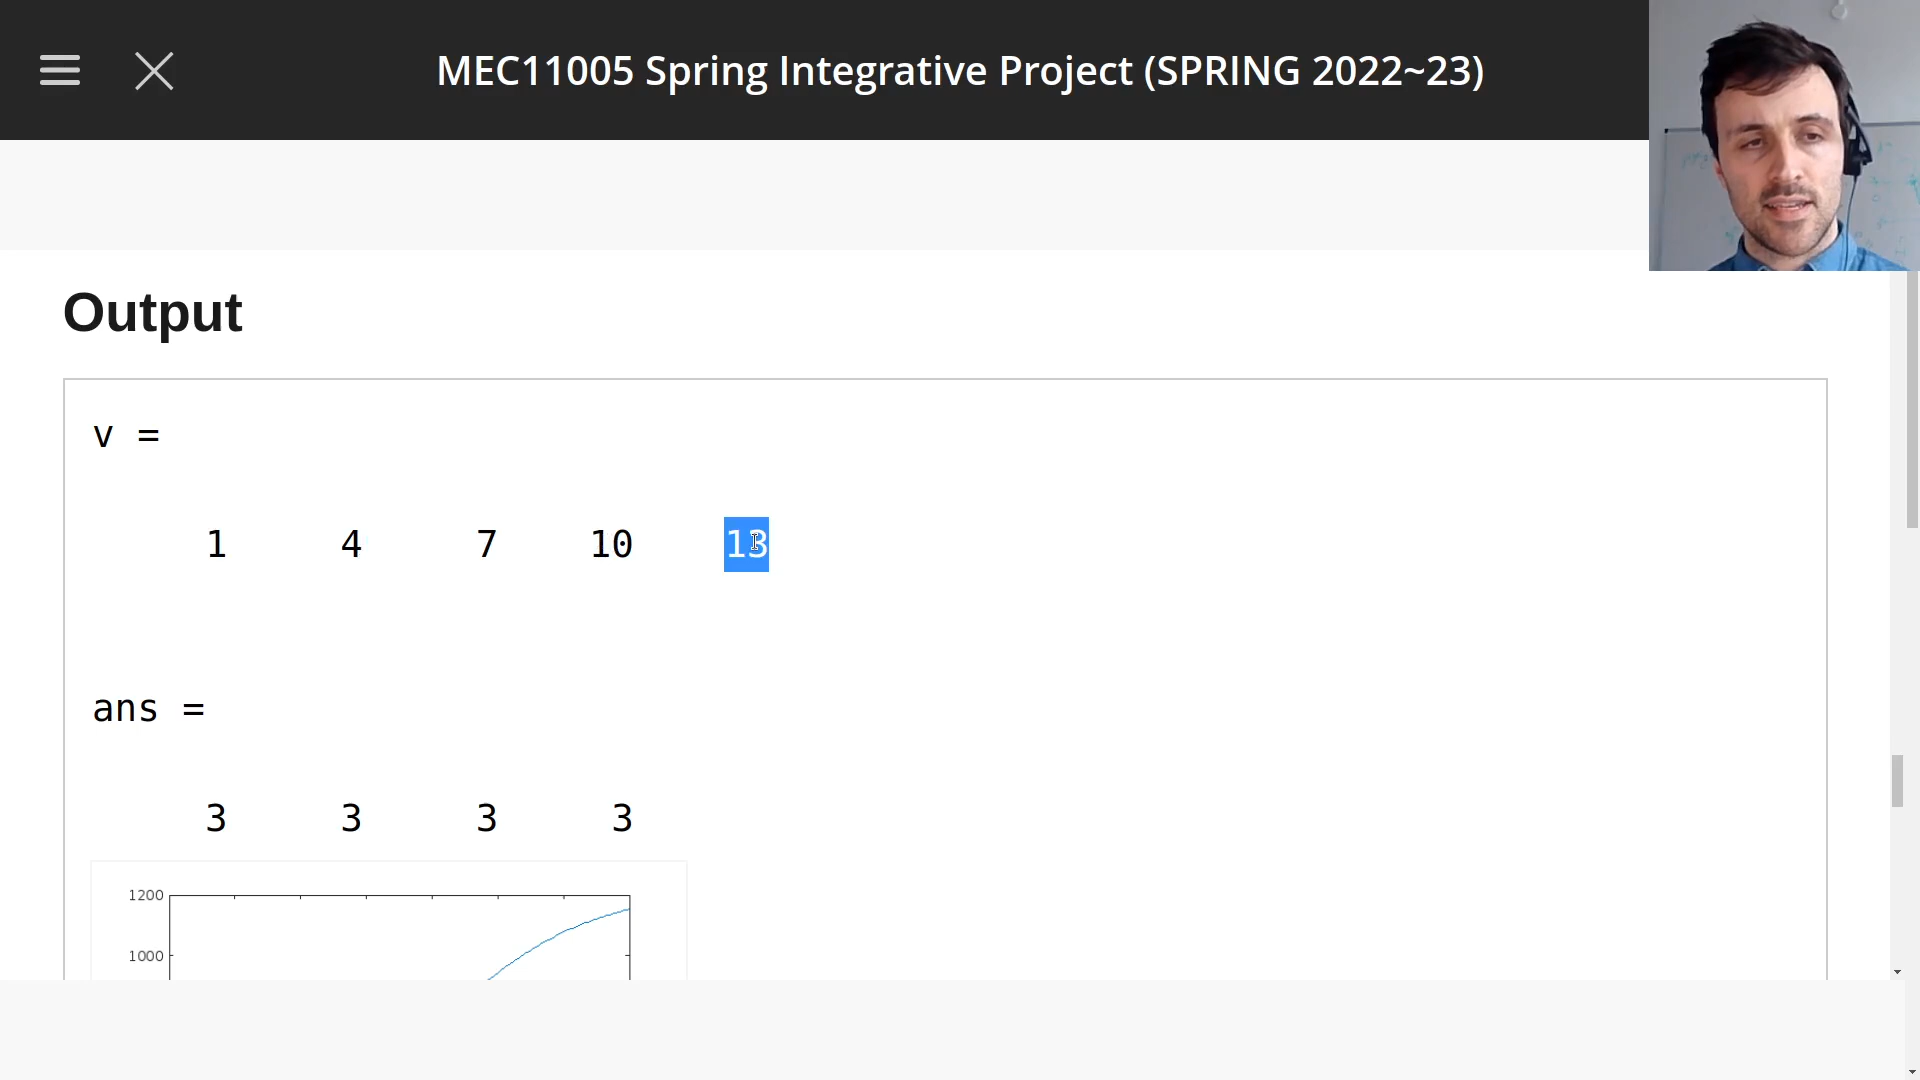 MEC11005 Spring Integrative Project (SPRING 2022~23)
Output
v =
1 4 7 10 13
ans =
3 3 3 3
1200
1000